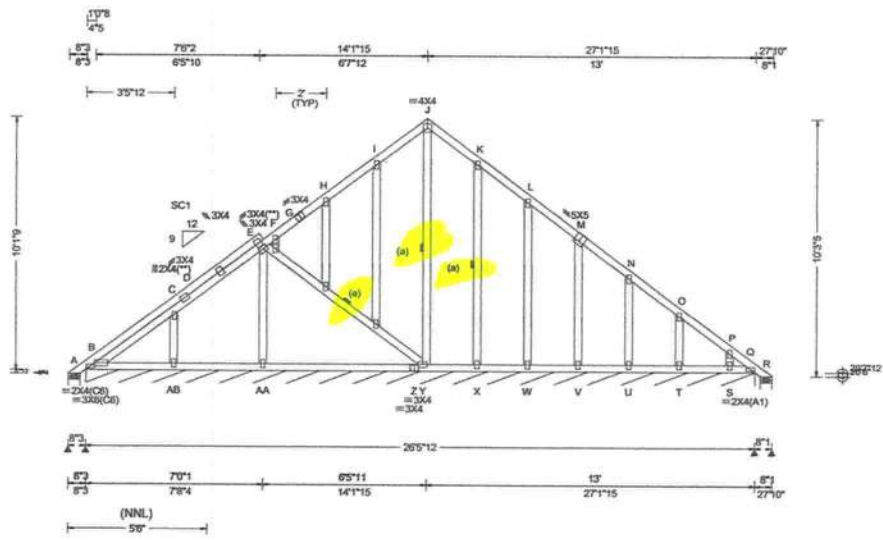 1'0"8
4"5
8"3 7'6"2 14'1"15 27'1"15 27'10"
8"3 6'5"10 6'7"12 13' 8"1
3'5"12 2'
(TYP)
≡4X4
J
I K
H L
≡3X4
G
SC1
3X4
12
9
3X4(**)
3X4 F
E
5X5
M
3X4
2X4(**)
D
C
N
O
P
Q
B
A R
(a)
(a)
(a)
10'1"9
10'3"5
≡2X4(C6)
≡3X6(C6)
AB AA Z Y X W V U T S
≡3X4
≡3X4
≡2X4(A1)
8"3 26'5"12 8"1
8"3 7'0"1 6'5"11 13' 8"1
8"3 7'8"4 14'1"15 27'1"15 27'10"
(NNL)
5'6"